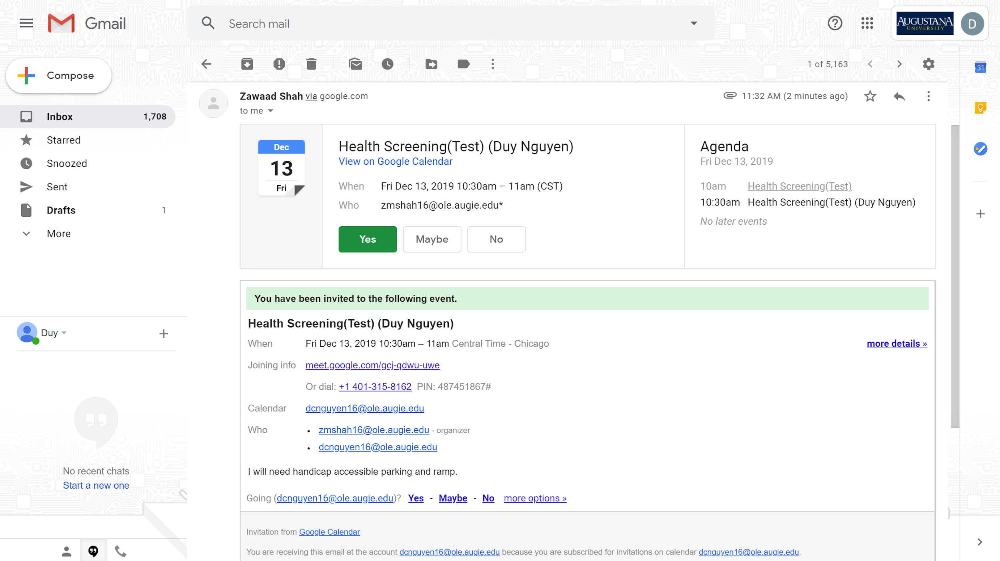 Gmail
Search mail
AUGUSTANA
UNIVERSITY
D
Compose
1 of 5,163
31
Inbox 1,708
Starred
Snoozed
Sent
Drafts 1
More
Zawaad Shah via google.com
11:32 AM (2 minutes ago)
to me
Dec
13
Fri
Health Screening(Test) (Duy Nguyen)
View on Google Calendar
When Fri Dec 13, 2019 10:30am – 11am (CST)
Who zmshah16@ole.augie.edu*
Yes Maybe No
Agenda
Fri Dec 13, 2019
10am Health Screening(Test)
10:30am Health Screening(Test) (Duy Nguyen)
No later events
You have been invited to the following event.
Health Screening(Test) (Duy Nguyen)
When Fri Dec 13, 2019 10:30am – 11am Central Time - Chicago more details »
Joining info meet.google.com/gcj-qdwu-uwe
Or dial: +1 401-315-8162 PIN: 487451867#
Calendar dcnguyen16@ole.augie.edu
Who • zmshah16@ole.augie.edu - organizer
• dcnguyen16@ole.augie.edu
I will need handicap accessible parking and ramp.
Going (dcnguyen16@ole.augie.edu)? Yes - Maybe - No more options »
Invitation from Google Calendar
You are receiving this email at the account dcnguyen16@ole.augie.edu because you are subscribed for invitations on calendar dcnguyen16@ole.augie.edu.
Duy
No recent chats
Start a new one